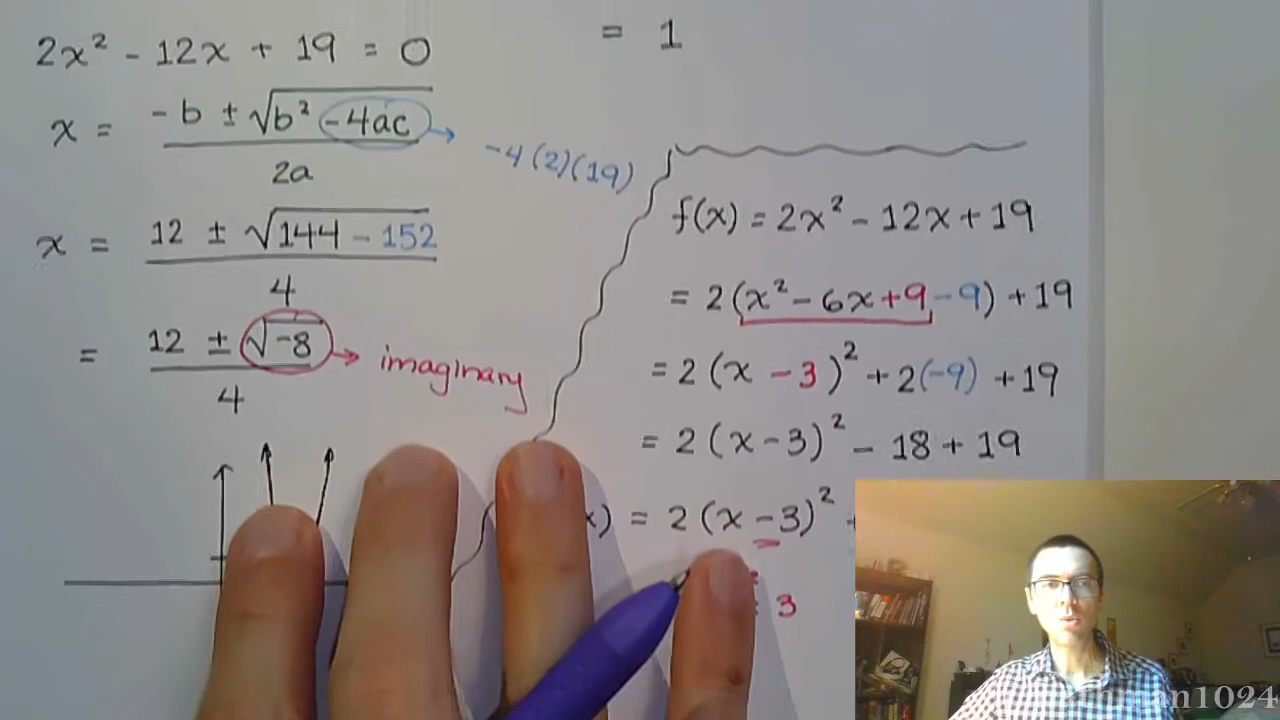 2x² - 12x + 19 = 0
x = -b ± √b² - 4ac / 2a
-4(2)(19)
x = 12 ± √144 - 152 / 4
= 12 ± √-8 / 4
imaginary
= 1
f(x) = 2x² - 12x + 19
= 2(x² - 6x + 9 - 9) + 19
= 2(x - 3)² + 2(-9) + 19
= 2(x - 3)² - 18 + 19
x) = 2(x - 3)²
3
1024